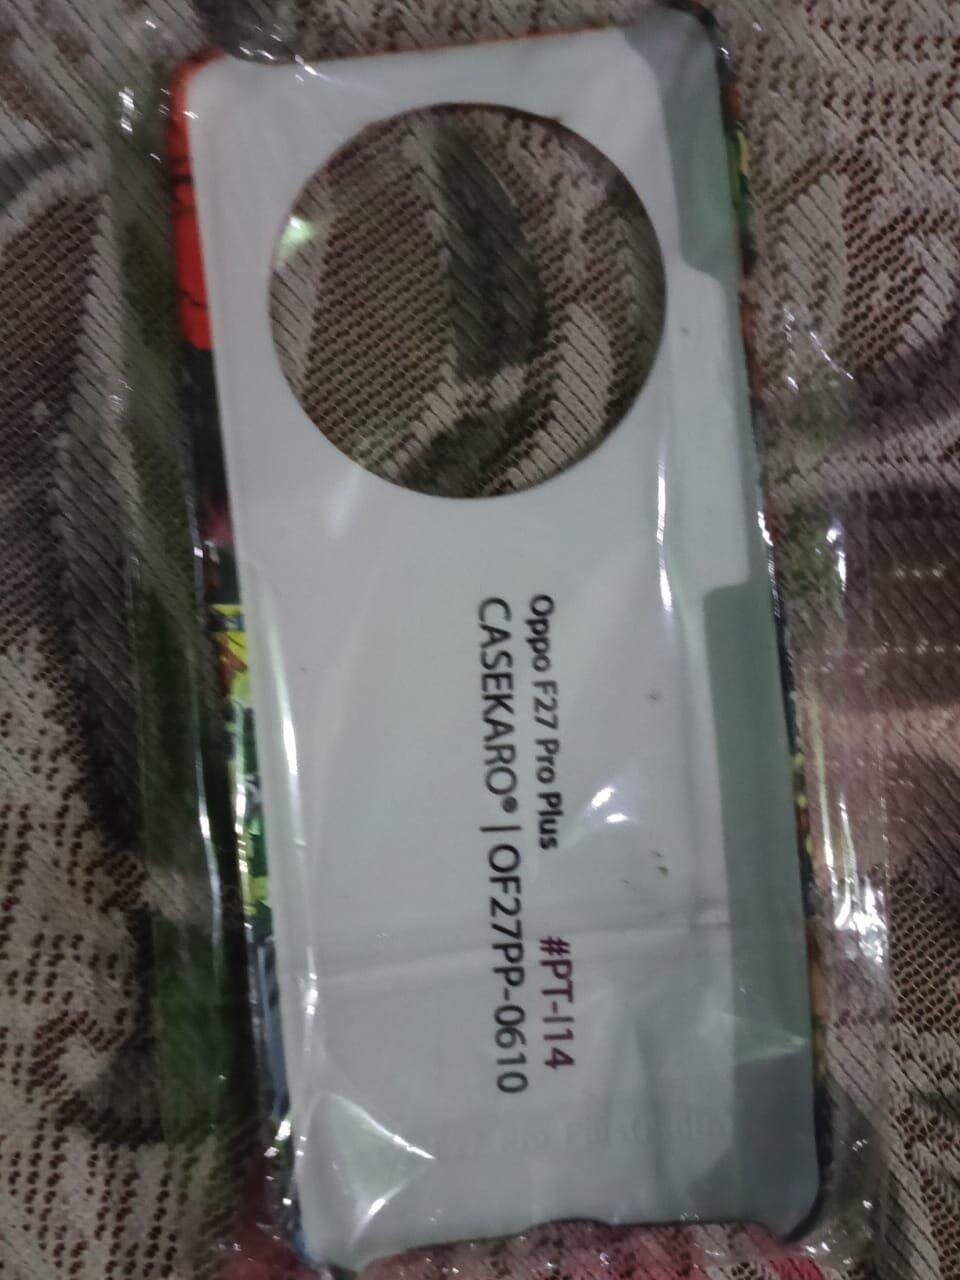 Oppo F27 Pro Plus #PT-I14
CASEKARO® | OF27PP-0610